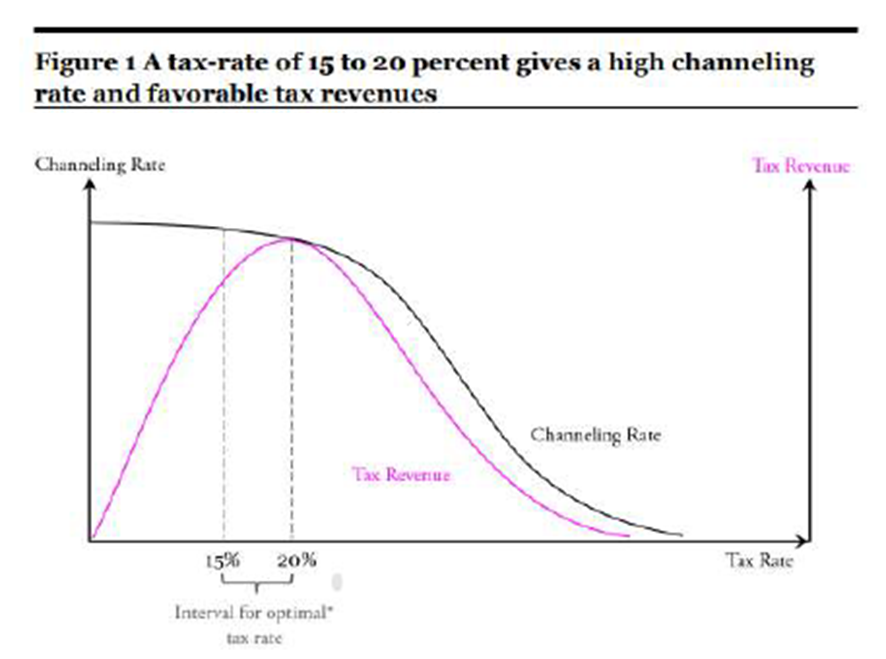 Figure 1 A tax-rate of 15 to 20 percent gives a high channeling
rate and favorable tax revenues
Channeling Rate
Tax Revenue
Channeling Rate
Tax Revenue
15%
20%
Tax Rate
Interval for optimal*
tax rate